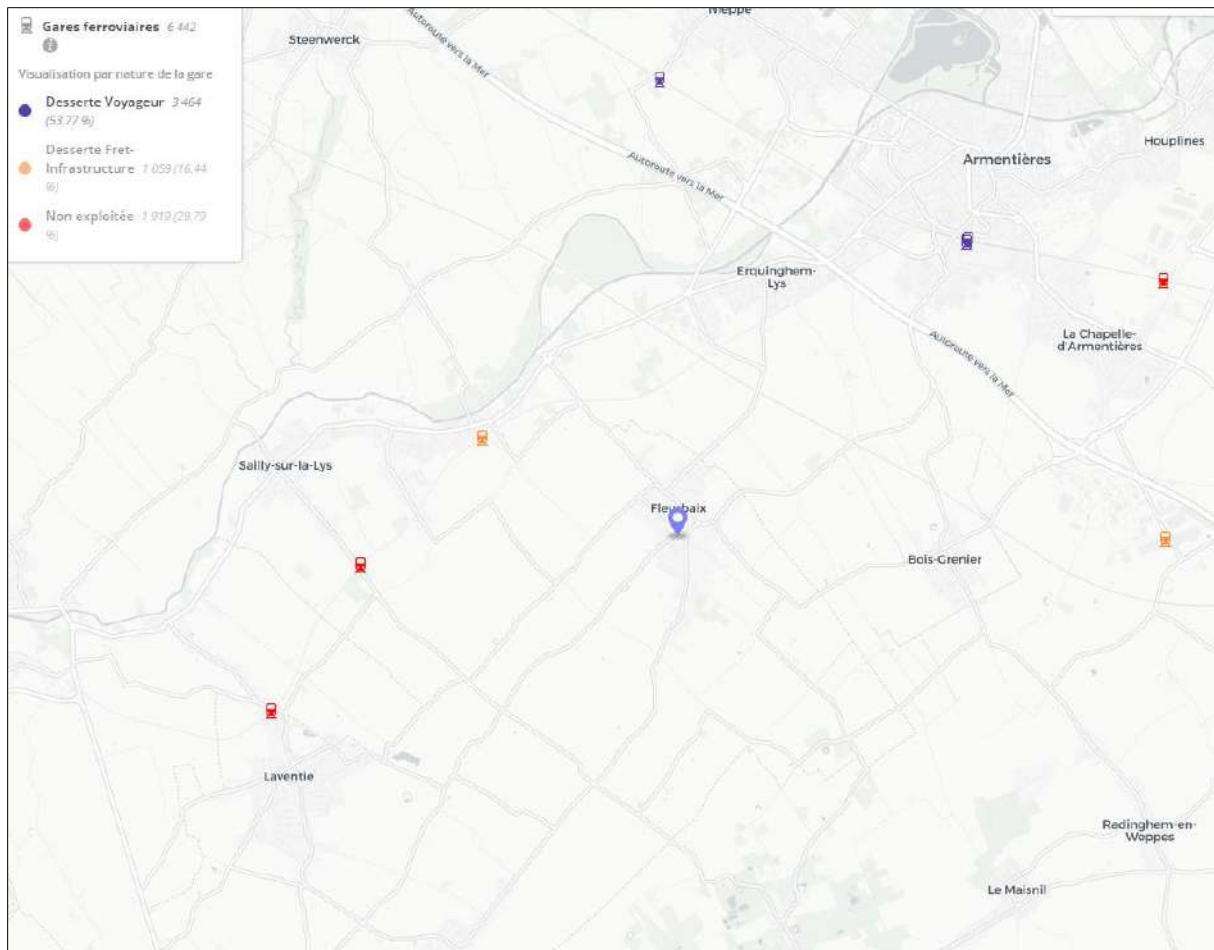 Gares ferroviaires 6 442
Visualisation par nature de la gare
Desserte Voyageur 3 464
(53.77 %)
Desserte Fret-
Infrastructure 1 059 (16.44
%)
Non exploitée 1 919 (29.79
%)
Nieppe
Steenwerck
Autoroute vers la Mer
Houplines
Armentières
Autoroute vers la Mer
Erquinghem-
Lys
La Chapelle-
d'Armentières
Autoroute vers la Mer
Sailly-sur-la-Lys
Fleurbaix
Bois-Grenier
Laventie
Radinghem-en-
Weppes
Le Maisnil